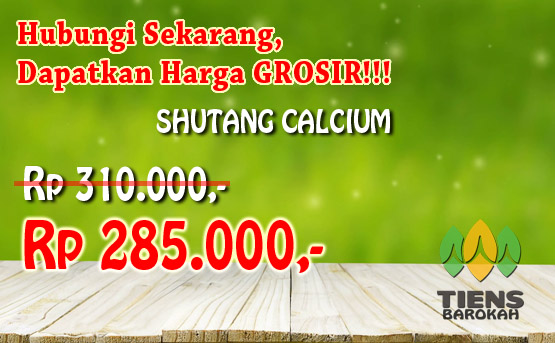 Hubungi Sekarang,
Dapatkan Harga GROSIR!!!
SHUTANG CALCIUM
Rp 310.000,-
Rp 285.000,-
TIENS
BAROKAH